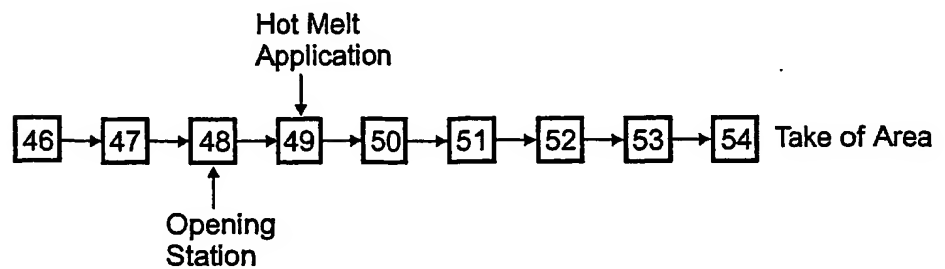 Hot Melt
Application
46 47 48 49 50 51 52 53 54 Take of Area
Opening
Station